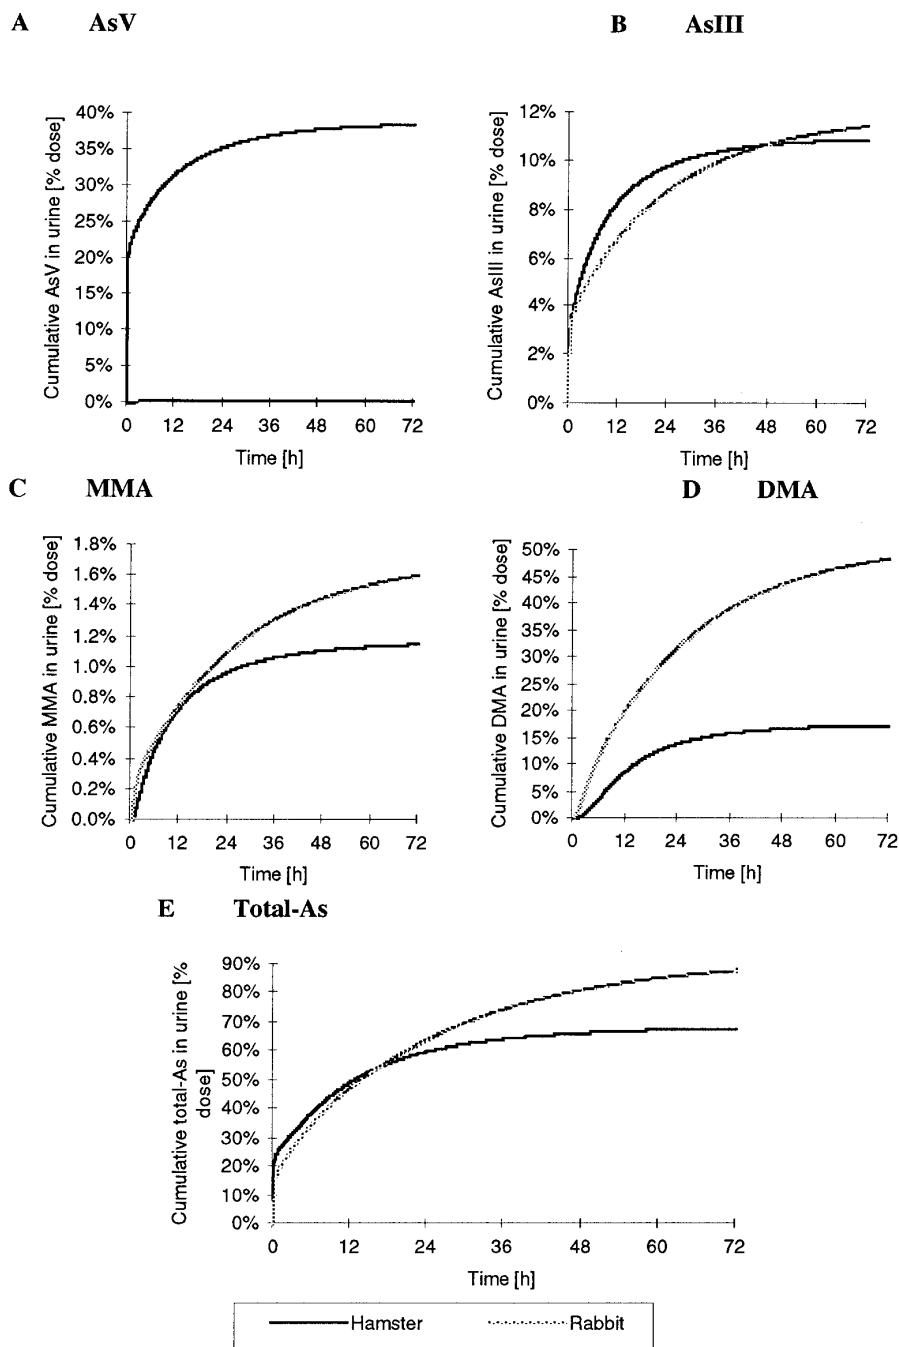 A AsV
B AsIII
Cumulative AsV in urine [% dose]
40%
35%
30%
25%
20%
15%
10%
5%
0%
0 12 24 36 48 60 72
Time [h]
Cumulative AsIII in urine [% dose]
12%
10%
8%
6%
4%
2%
0%
0 12 24 36 48 60 72
Time [h]
C MMA
D DMA
Cumulative MMA in urine [% dose]
1.8%
1.6%
1.4%
1.2%
1.0%
0.8%
0.6%
0.4%
0.2%
0.0%
0 12 24 36 48 60 72
Time [h]
Cumulative DMA in urine [% dose]
50%
45%
40%
35%
30%
25%
20%
15%
10%
5%
0%
0 12 24 36 48 60 72
Time [h]
E Total-As
Cumulative total-As in urine [%
dose]
90%
80%
70%
60%
50%
40%
30%
20%
10%
0%
0 12 24 36 48 60 72
Time [h]
Hamster Rabbit